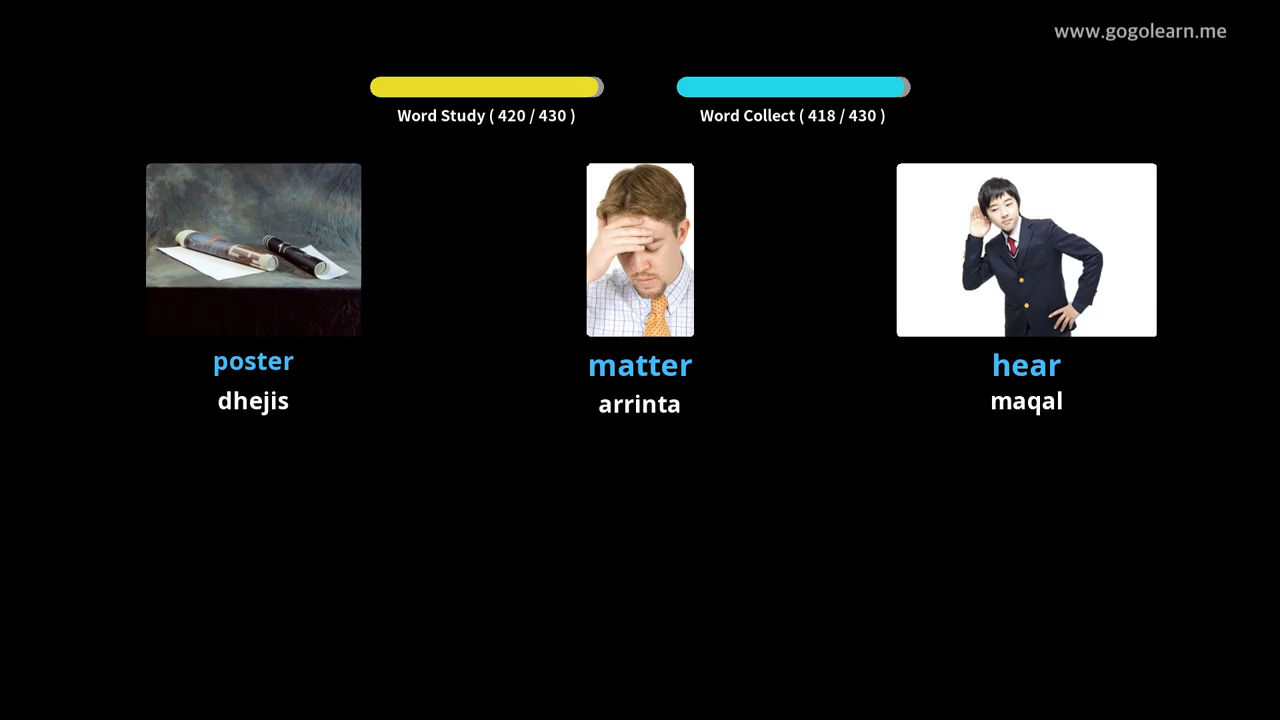 www.gogolearn.me
Word Study ( 420 / 430 )
Word Collect ( 418 / 430 )
poster
dhejis
matter
arrinta
hear
maqal